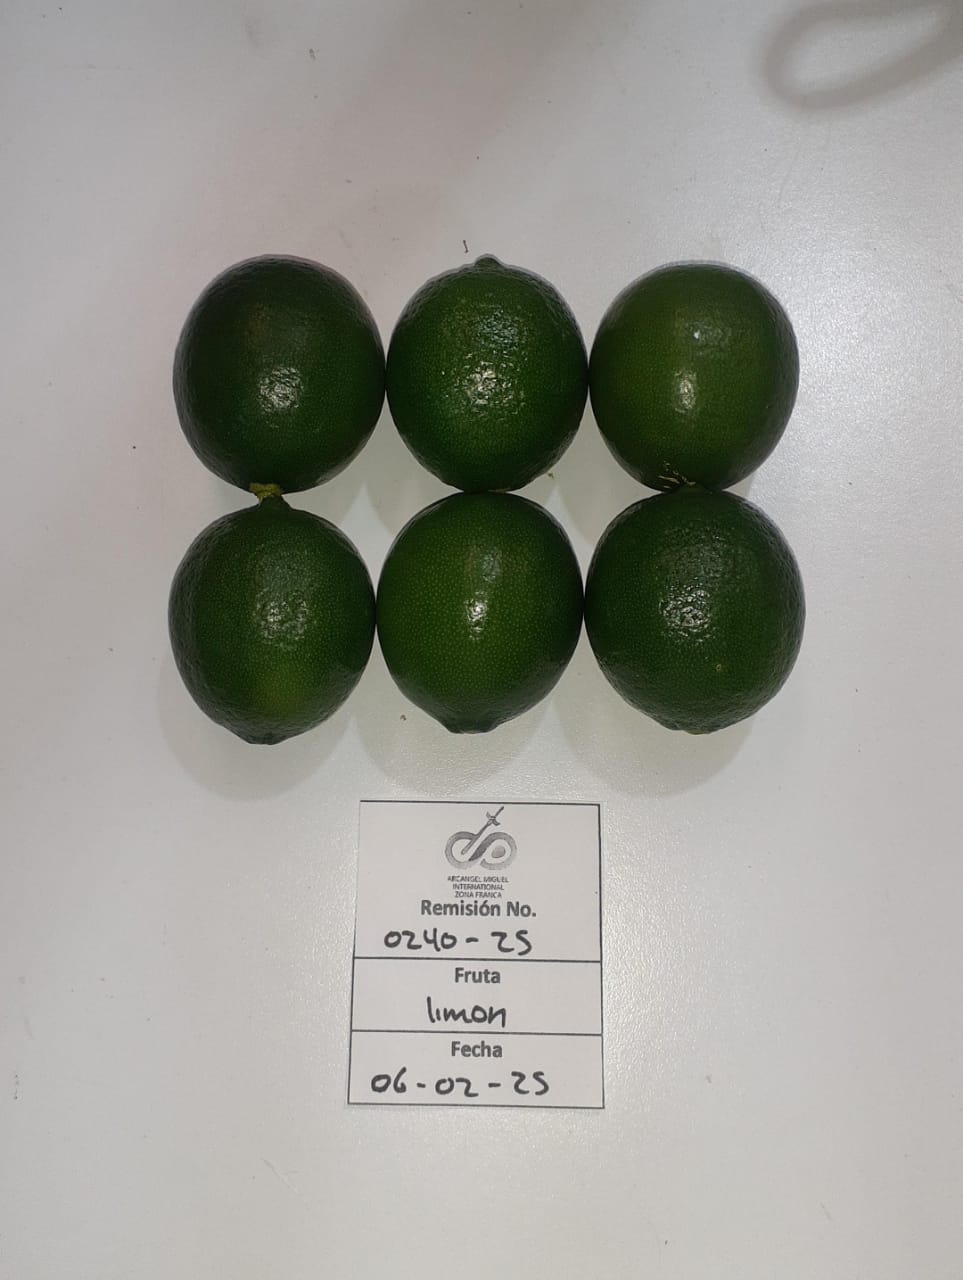 ARCANGEL MIGUEL
INTERNATIONAL
ZONA FRANCA
Remisión No.
0240-25
Fruta
limon
Fecha
06-02-25